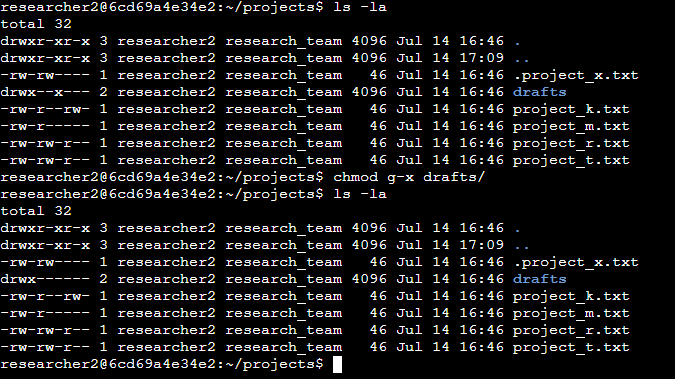 researcher2@6cd69a4e34e2:~/projects$ ls -la
total 32
drwxr-xr-x 3 researcher2 research_team 4096 Jul 14 16:46 .
drwxr-xr-x 3 researcher2 research_team 4096 Jul 14 17:09 ..
-rw-rw---- 1 researcher2 research_team   46 Jul 14 16:46 .project_x.txt
drwx--x--- 2 researcher2 research_team 4096 Jul 14 16:46 drafts
-rw-r--rw- 1 researcher2 research_team   46 Jul 14 16:46 project_k.txt
-rw-r----- 1 researcher2 research_team   46 Jul 14 16:46 project_m.txt
-rw-rw-r-- 1 researcher2 research_team   46 Jul 14 16:46 project_r.txt
-rw-rw-r-- 1 researcher2 research_team   46 Jul 14 16:46 project_t.txt
researcher2@6cd69a4e34e2:~/projects$ chmod g-x drafts/
researcher2@6cd69a4e34e2:~/projects$ ls -la
total 32
drwxr-xr-x 3 researcher2 research_team 4096 Jul 14 16:46 .
drwxr-xr-x 3 researcher2 research_team 4096 Jul 14 17:09 ..
-rw-rw---- 1 researcher2 research_team   46 Jul 14 16:46 .project_x.txt
drwx------ 2 researcher2 research_team 4096 Jul 14 16:46 drafts
-rw-r--rw- 1 researcher2 research_team   46 Jul 14 16:46 project_k.txt
-rw-r----- 1 researcher2 research_team   46 Jul 14 16:46 project_m.txt
-rw-rw-r-- 1 researcher2 research_team   46 Jul 14 16:46 project_r.txt
-rw-rw-r-- 1 researcher2 research_team   46 Jul 14 16:46 project_t.txt
researcher2@6cd69a4e34e2:~/projects$